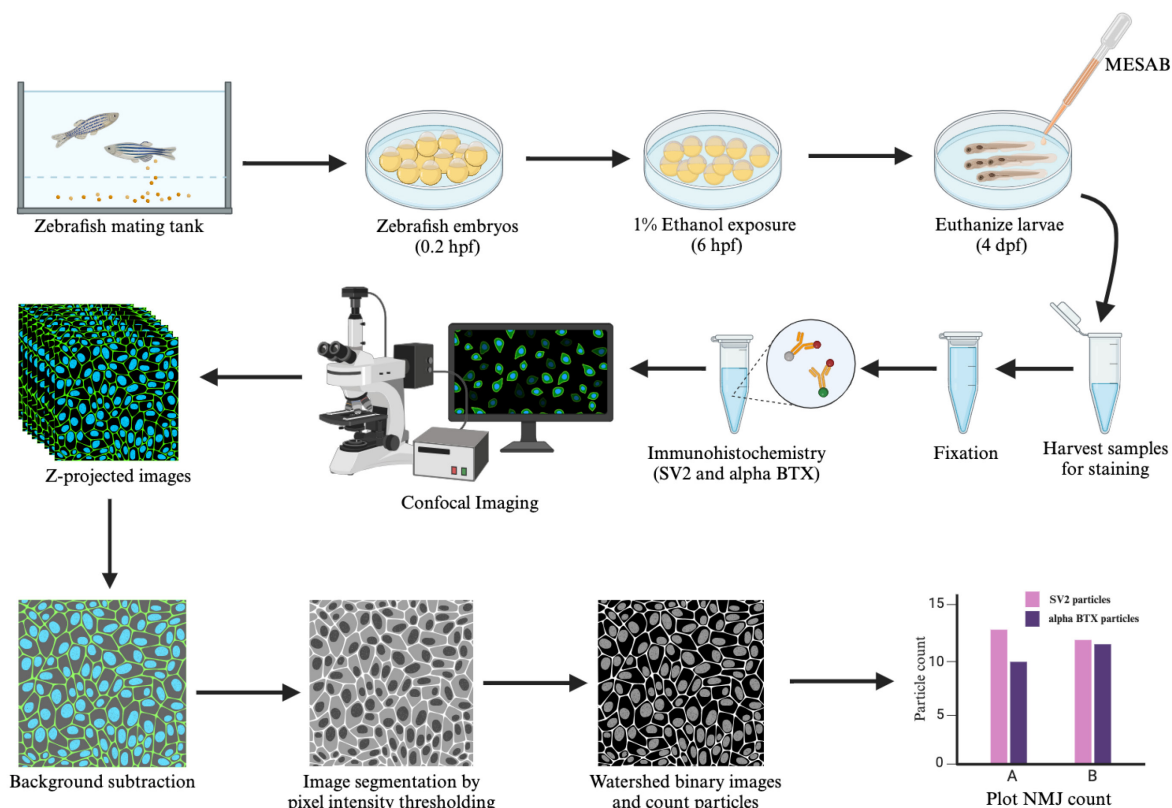 MESAB
Zebrafish mating tank
Zebrafish embryos
(0.2 hpf)
1% Ethanol exposure
(6 hpf)
Euthanize larvae
(4 dpf)
Z-projected images
Confocal Imaging
Immunohistochemistry
(SV2 and alpha BTX)
Fixation
Harvest samples
for staining
Background subtraction
Image segmentation by
pixel intensity thresholding
Watershed binary images
and count particles
Particle count
15
10
5
0
SV2 particles
alpha BTX particles
A
B
Plot NMJ count